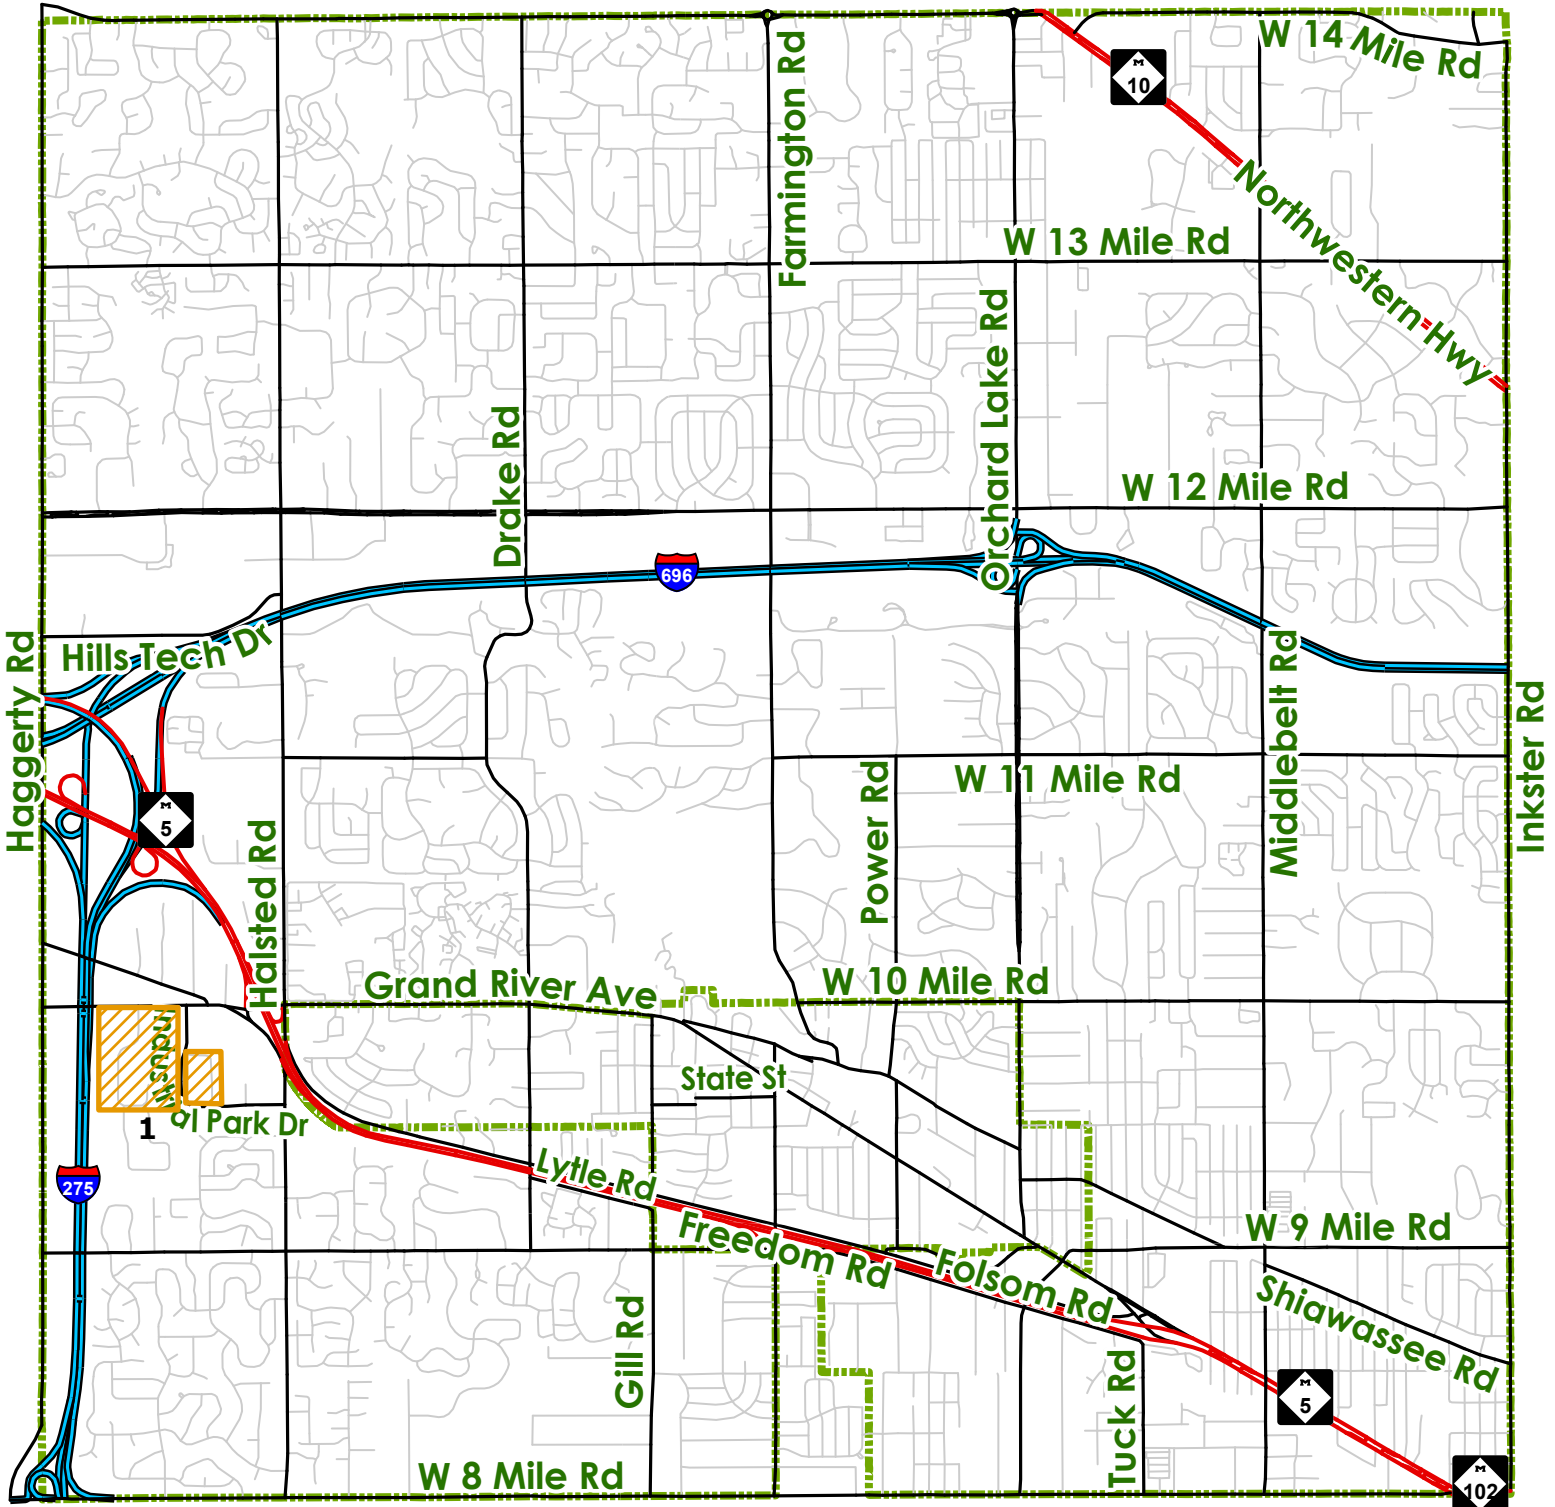 W 14 Mile Rd
M
10
Farmington Rd
Northwestern Hwy
W 13 Mile Rd
Orchard Lake Rd
Drake Rd
W 12 Mile Rd
696
Hills Tech Dr
Haggerty Rd
Middlebelt Rd
Inkster Rd
W 11 Mile Rd
Power Rd
M
5
Halsted Rd
Grand River Ave
W 10 Mile Rd
Industrial Park Dr
State St
1
275
Lytle Rd
Freedom Rd
Folsom Rd
W 9 Mile Rd
Shiawassee Rd
Gill Rd
Tuck Rd
M
5
W 8 Mile Rd
M
102